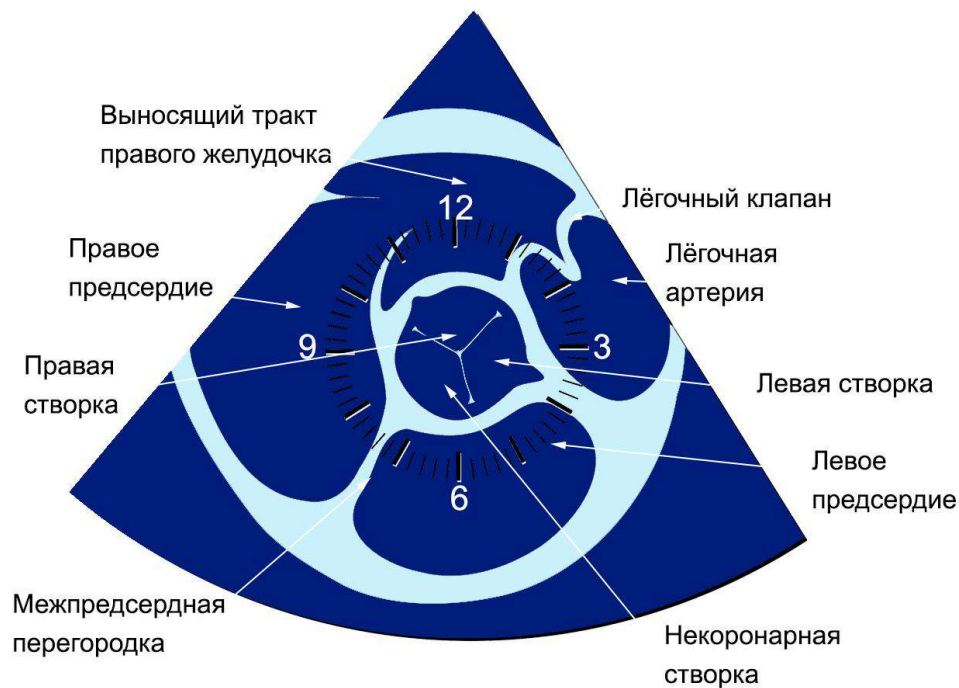 Выносящий тракт
правого желудочка
12
Лёгочный клапан
Правое
предсердие
Лёгочная
артерия
9
3
Правая
створка
Левая створка
Левое
предсердие
6
Межпредсердная
перегородка
Некоронарная
створка